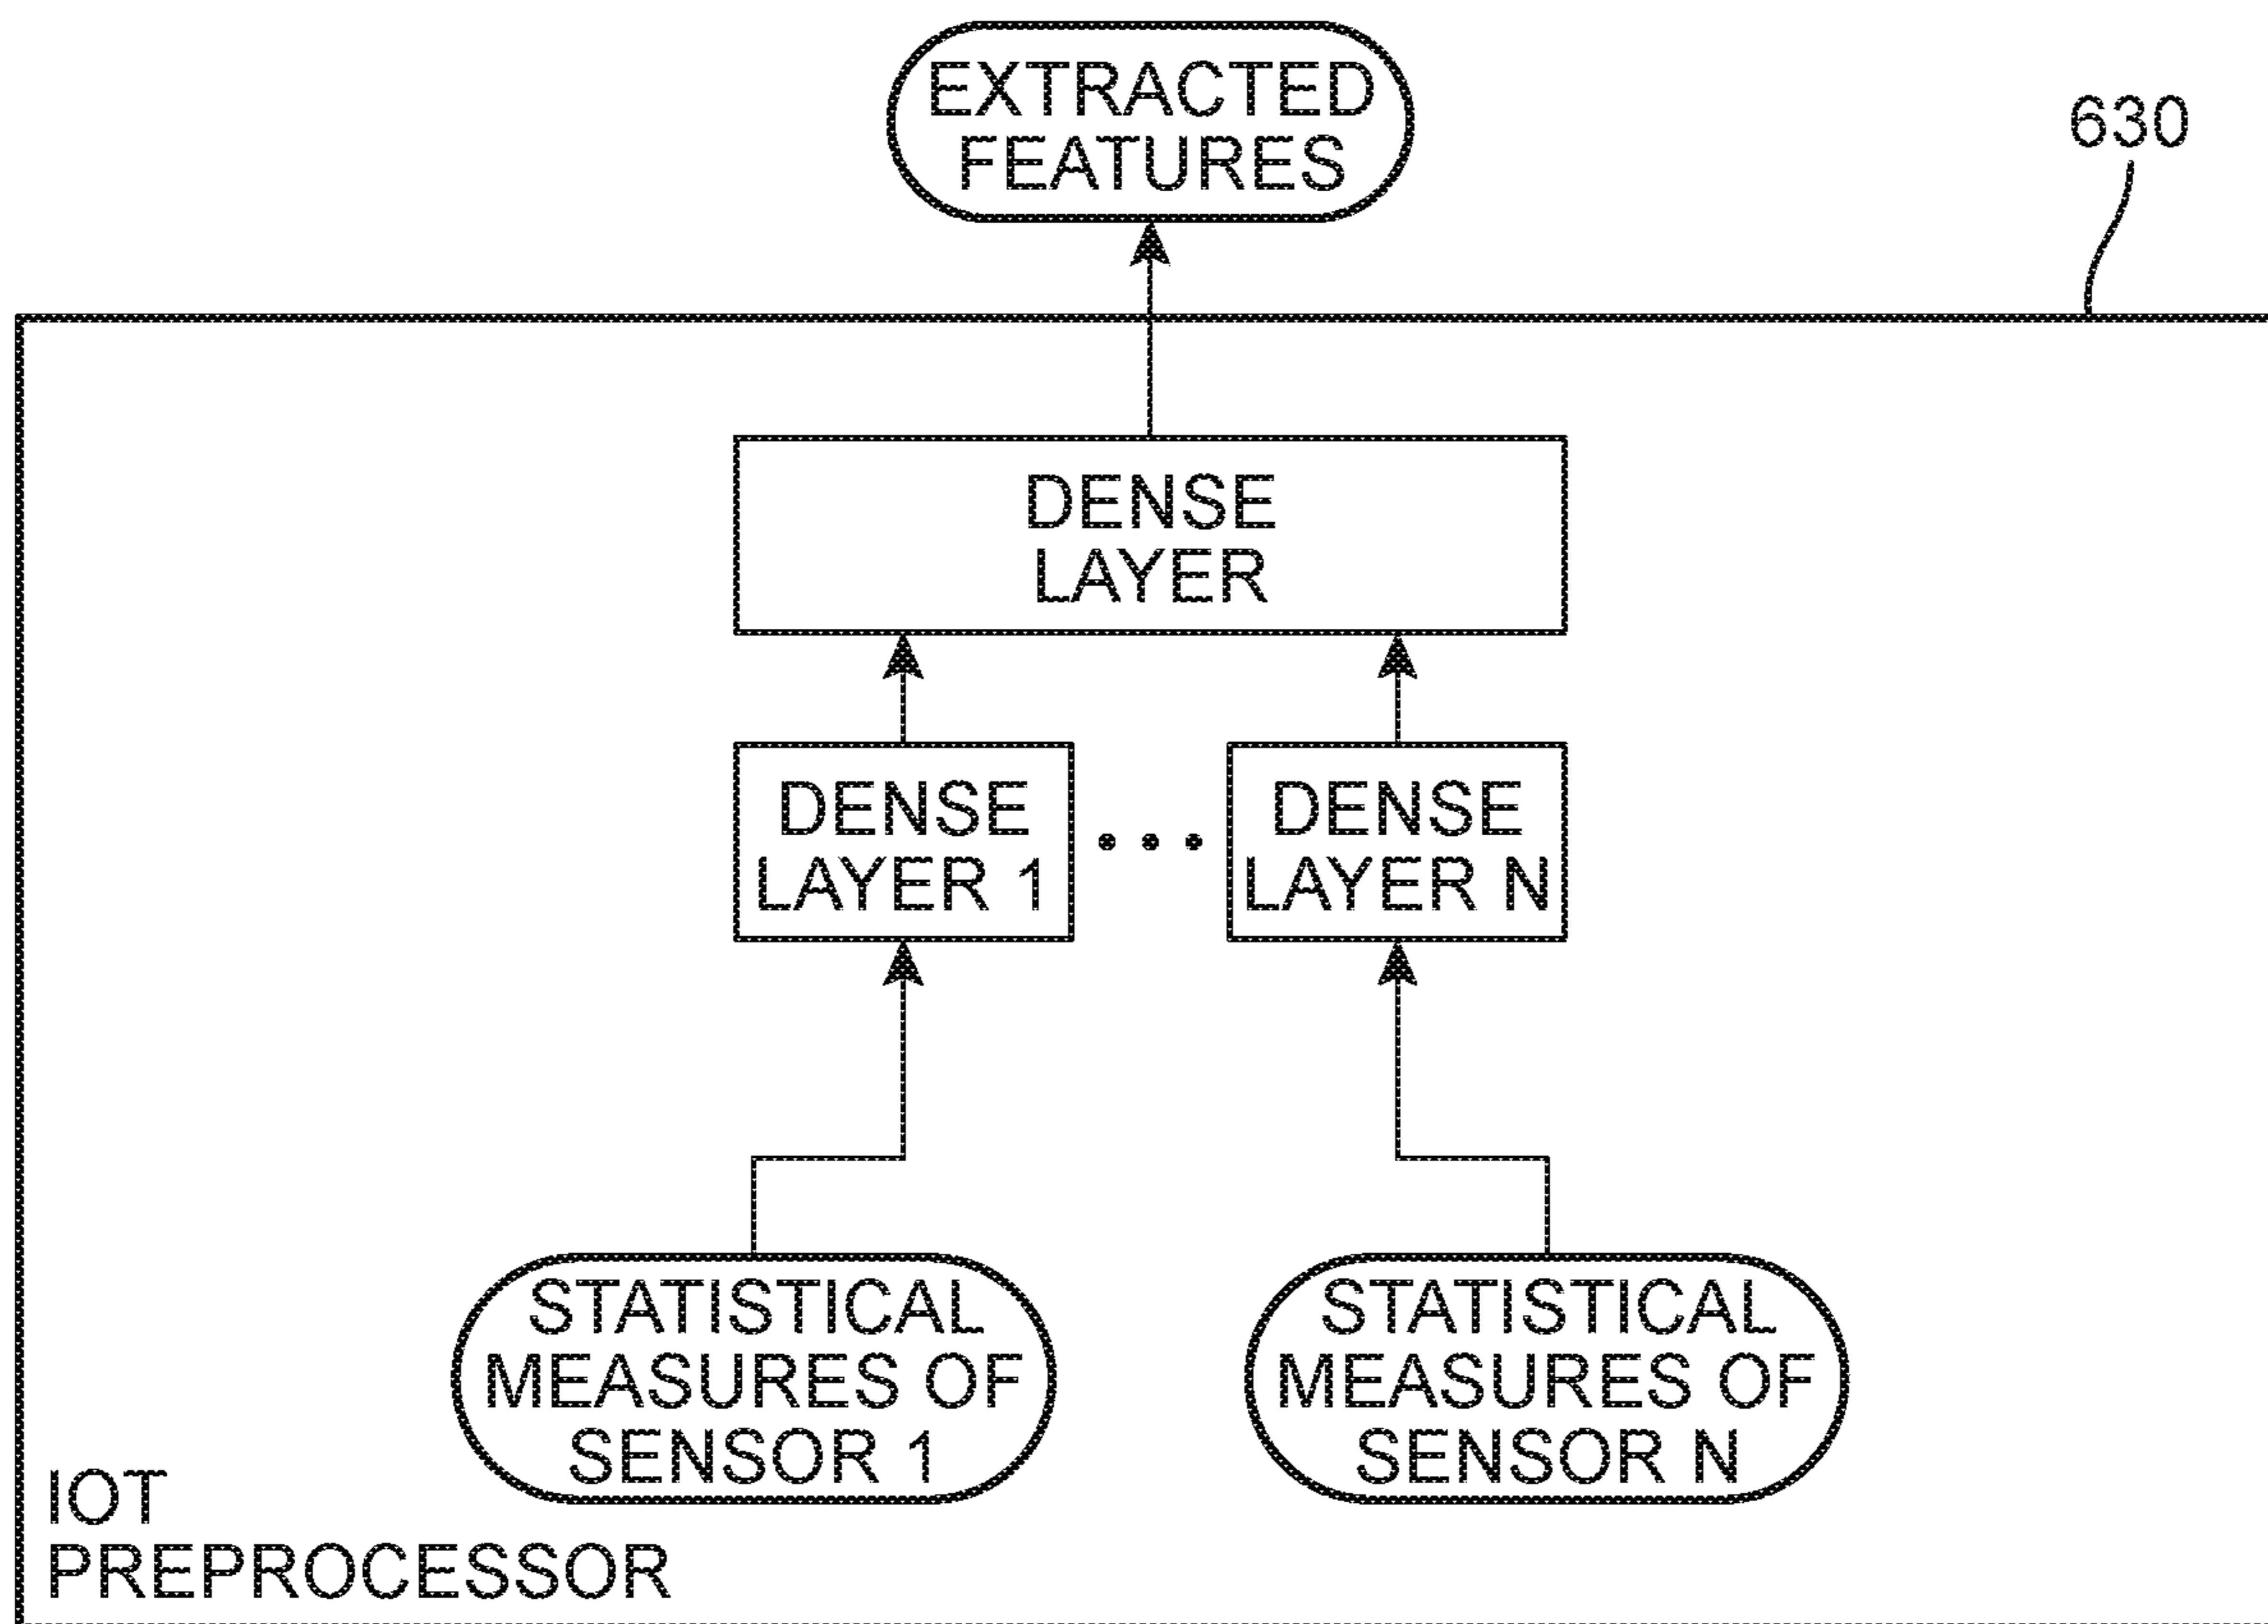 EXTRACTED
FEATURES
630
DENSE
LAYER
DENSE
LAYER 1
DENSE
LAYER N
STATISTICAL
MEASURES OF
SENSOR 1
STATISTICAL
MEASURES OF
SENSOR N
IOT
PREPROCESSOR